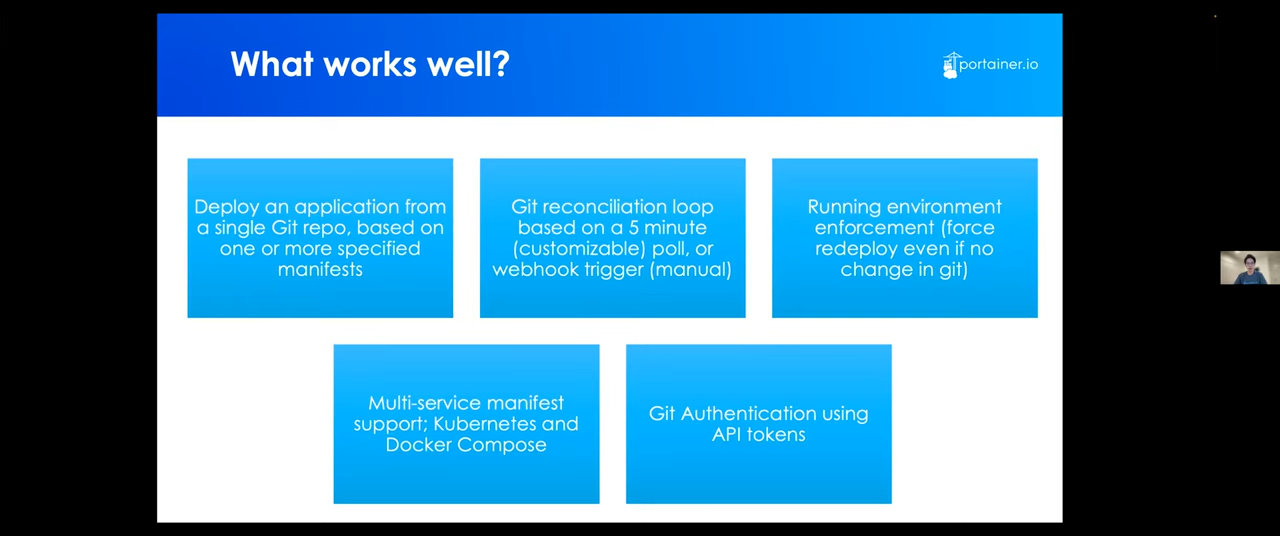 What works well?
portainer.io
Deploy an application from
a single Git repo, based on
one or more specified
manifests
Git reconciliation loop
based on a 5 minute
(customizable) poll, or
webhook trigger (manual)
Running environment
enforcement (force
redeploy even if no
change in git)
Multi-service manifest
support; Kubernetes and
Docker Compose
Git Authentication using
API tokens